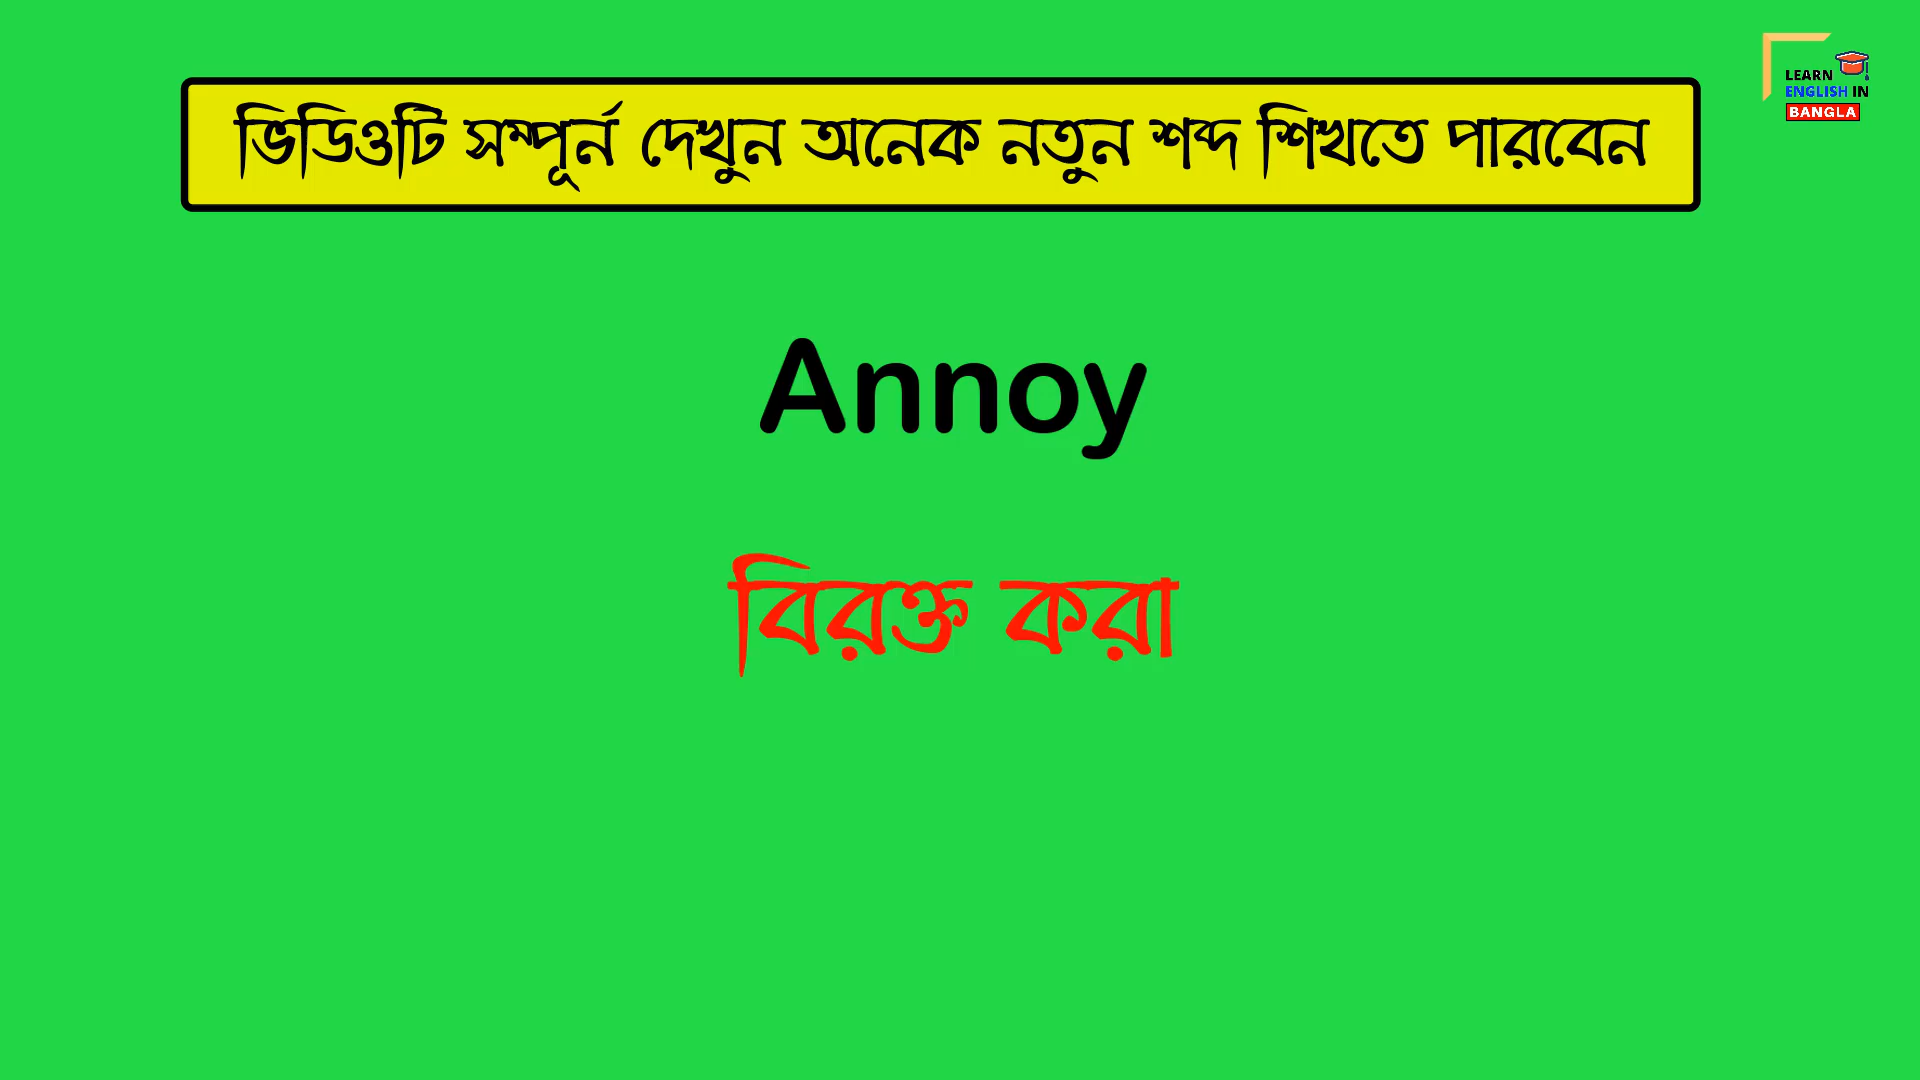 ভিডিওটি সম্পূর্ন দেখুন অনেক নতুন শব্দ শিখতে পারবেন
LEARN
ENGLISH IN
BANGLA
Annoy
বিরক্ত করা